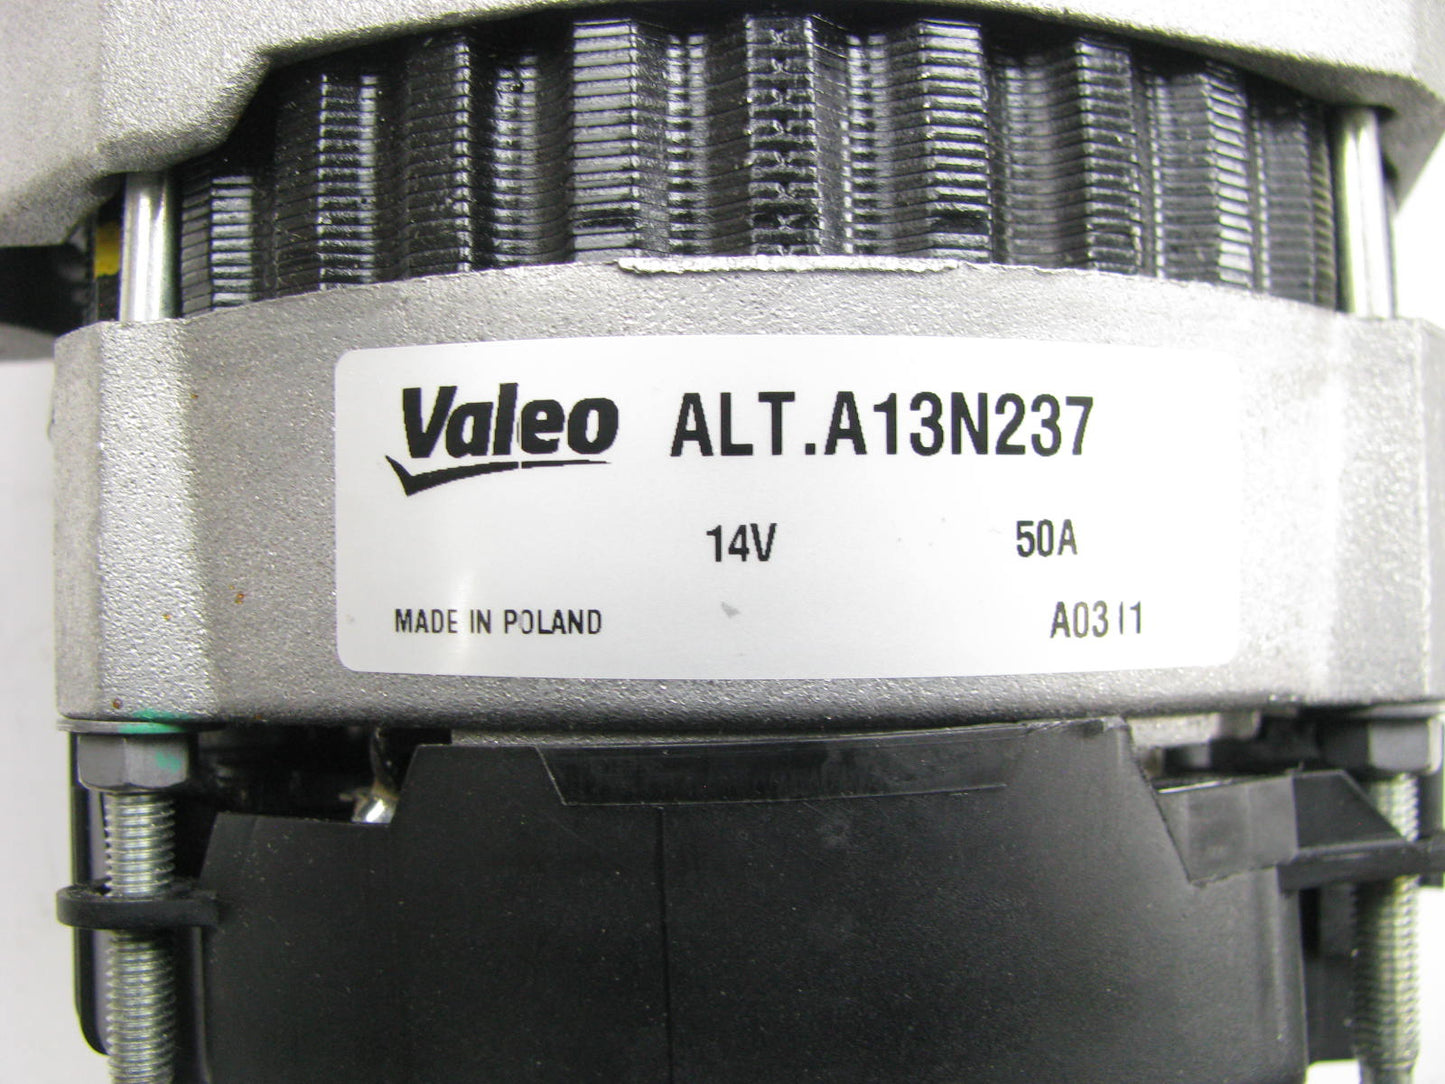 Valeo ALT.A13N237
14V 50A
MADE IN POLAND A0311